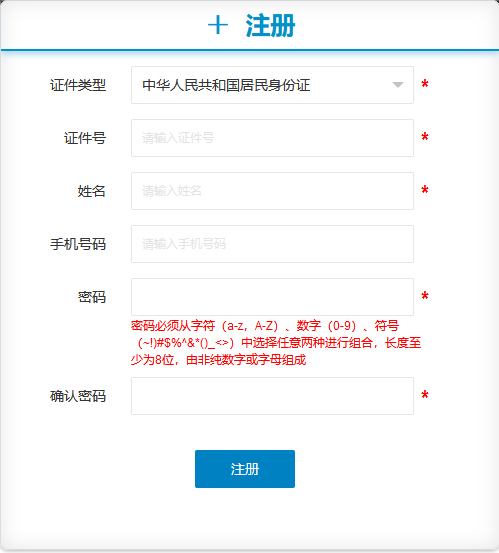 + 注册
证件类型 中华人民共和国居民身份证 *
证件号 请输入证件号 *
姓名 请输入姓名 *
手机号码 请输入手机号码
密码 *
密码必须从字符（a-z，A-Z）、数字（0-9）、符号
（~!)#$%^&*()_<>）中选择任意两种进行组合，长度至
少为8位，由非纯数字或字母组成
确认密码 *
注册